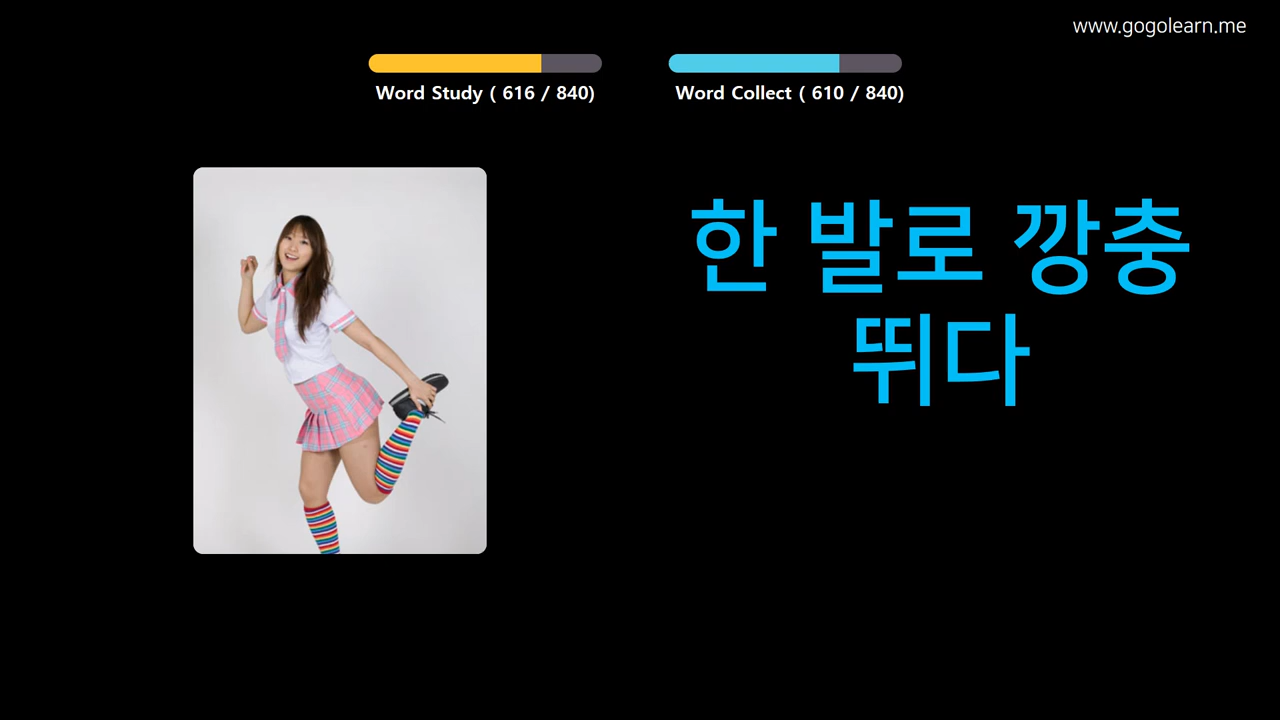 www.gogolearn.me
Word Study ( 616 / 840)
Word Collect ( 610 / 840)
한 발로 깡충
뛰다